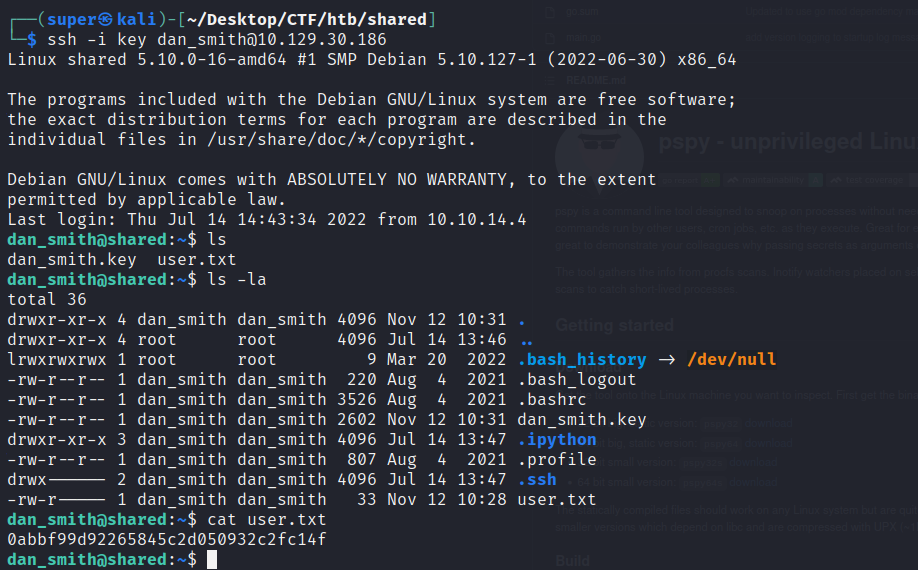 ┌──(super㉿kali)-[~/Desktop/CTF/htb/shared]
└─$ ssh -i key dan_smith@10.129.30.186
Linux shared 5.10.0-16-amd64 #1 SMP Debian 5.10.127-1 (2022-06-30) x86_64
The programs included with the Debian GNU/Linux system are free software;
the exact distribution terms for each program are described in the
individual files in /usr/share/doc/*/copyright.
Debian GNU/Linux comes with ABSOLUTELY NO WARRANTY, to the extent
permitted by applicable law.
Last login: Thu Jul 14 14:43:34 2022 from 10.10.14.4
dan_smith@shared:~$ ls
dan_smith.key  user.txt
dan_smith@shared:~$ ls -la
total 36
drwxr-xr-x 4 dan_smith dan_smith 4096 Nov 12 10:31 .
drwxr-xr-x 4 root      root      4096 Jul 14 13:46 ..
lrwxrwxrwx 1 root      root         9 Mar 20  2022 .bash_history -> /dev/null
-rw-r--r-- 1 dan_smith dan_smith  220 Aug  4  2021 .bash_logout
-rw-r--r-- 1 dan_smith dan_smith 3526 Aug  4  2021 .bashrc
-rw-r--r-- 1 dan_smith dan_smith 2602 Nov 12 10:31 dan_smith.key
drwxr-xr-x 3 dan_smith dan_smith 4096 Jul 14 13:47 .ipython
-rw-r--r-- 1 dan_smith dan_smith  807 Aug  4  2021 .profile
drwx------ 2 dan_smith dan_smith 4096 Jul 14 13:47 .ssh
-rw-r----- 1 dan_smith dan_smith   33 Nov 12 10:28 user.txt
dan_smith@shared:~$ cat user.txt
0abbf99d92265845c2d050932c2fc14f
dan_smith@shared:~$
README.md
pspy - unprivileged Linu
Getting started
Build